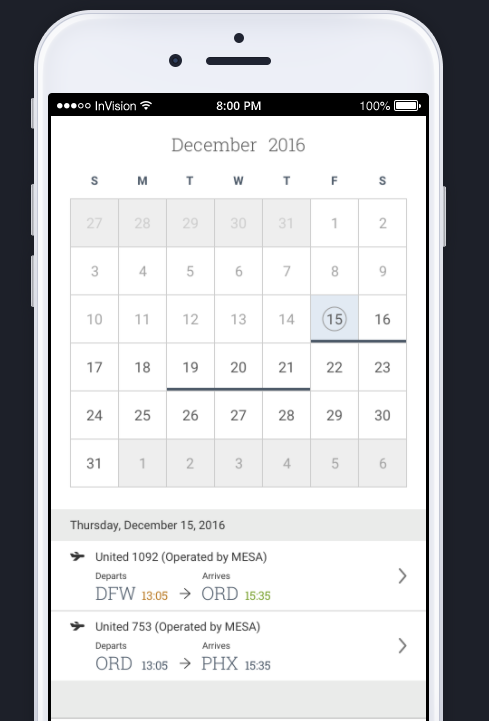 InVision 8:00 PM 100%
December 2016
S M T W T F S
27 28 29 30 31 1 2
3 4 5 6 7 8 9
10 11 12 13 14 15 16
17 18 19 20 21 22 23
24 25 26 27 28 29 30
31 1 2 3 4 5 6
Thursday, December 15, 2016
United 1092 (Operated by MESA)
Departs Arrives
DFW 13:05 → ORD 15:35
United 753 (Operated by MESA)
Departs Arrives
ORD 13:05 → PHX 15:35